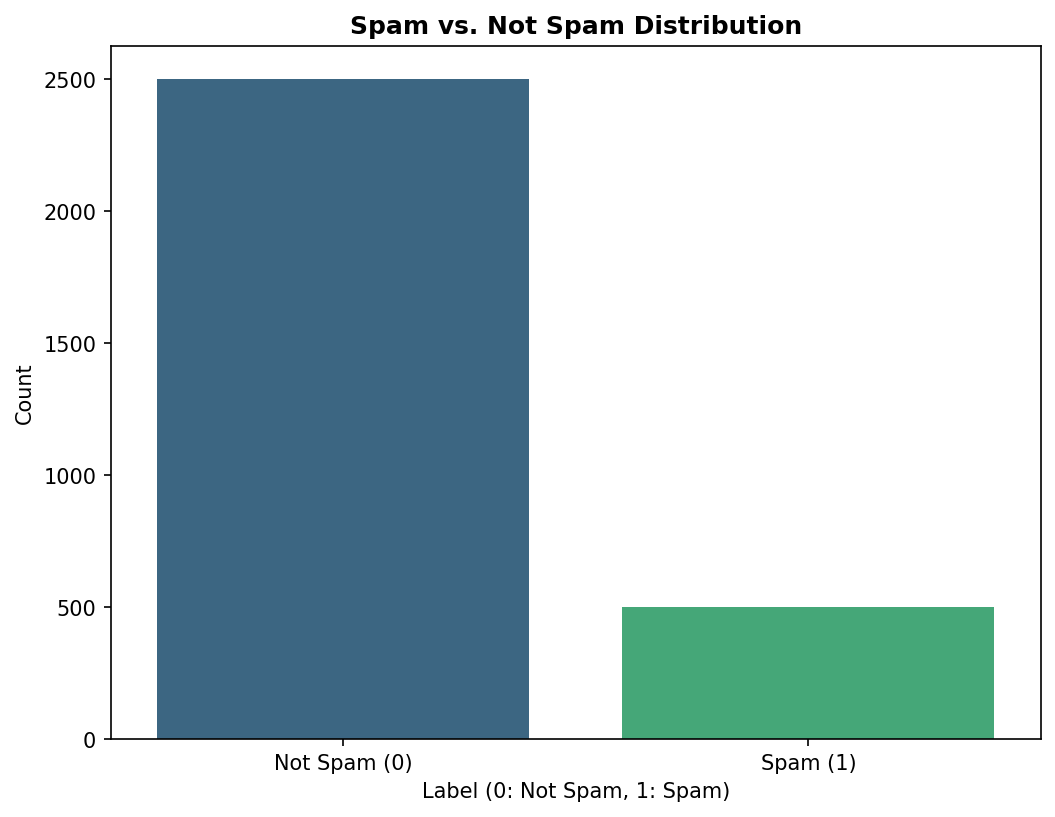 Spam vs. Not Spam Distribution
2500
2000
1500
1000
500
0
Count
Not Spam (0)
Spam (1)
Label (0: Not Spam, 1: Spam)